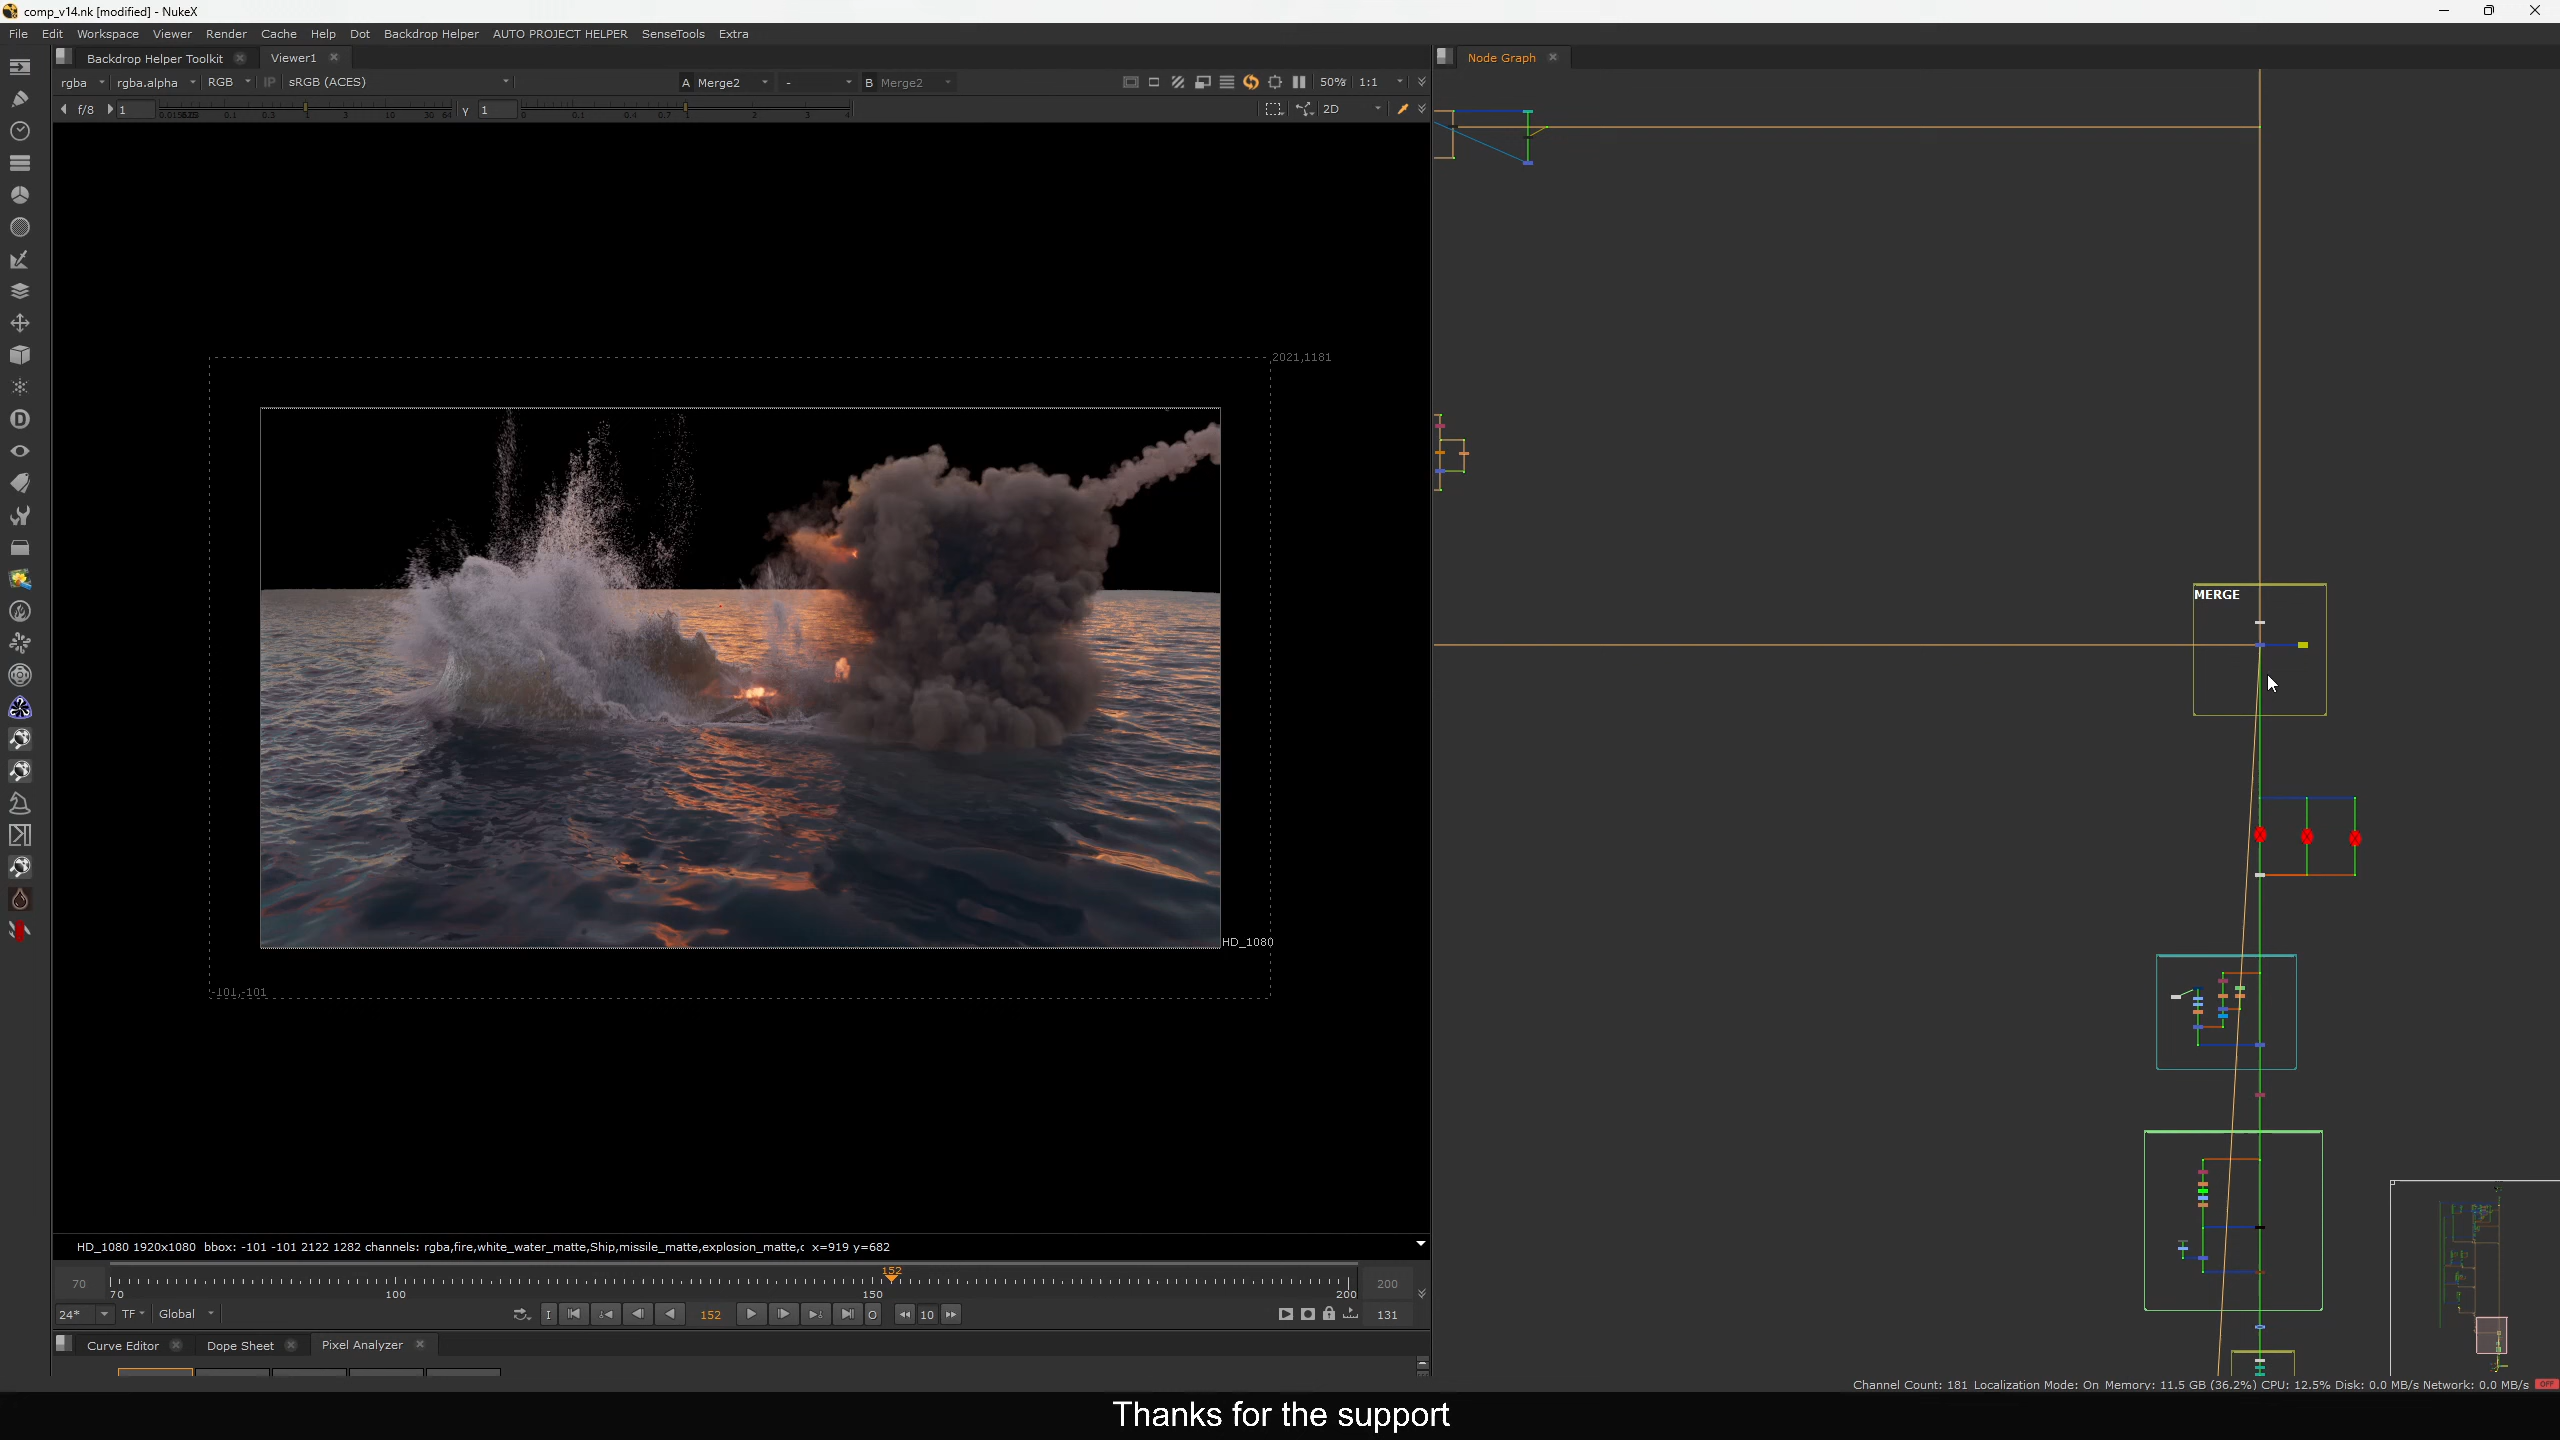 comp_v14.nk [modified] - NukeX
File Edit Workspace Viewer Render Cache Help Dot Backdrop Helper AUTO PROJECT HELPER SenseTools Extra
Backdrop Helper Toolkit Viewer1
Node Graph
rgba rgba.alpha RGB IP sRGB (ACES) A Merge2 - B Merge2 50% 1:1
f/8 1 Y 1 2D
2021,1181
HD_1080
-101,-101
MERGE
HD_1080 1920x1080 bbox: -101 -101 2122 1282 channels: rgba,fire,white_water_matte,Ship,missile_matte,explosion_matte,c x=919 y=682
152
70 200
70 100 150 200
24* TF Global I 152 O 10 131
Curve Editor Dope Sheet Pixel Analyzer
Channel Count: 181 Localization Mode: On Memory: 11.5 GB (36.2%) CPU: 12.5% Disk: 0.0 MB/s Network: 0.0 MB/s OFF
Thanks for the support